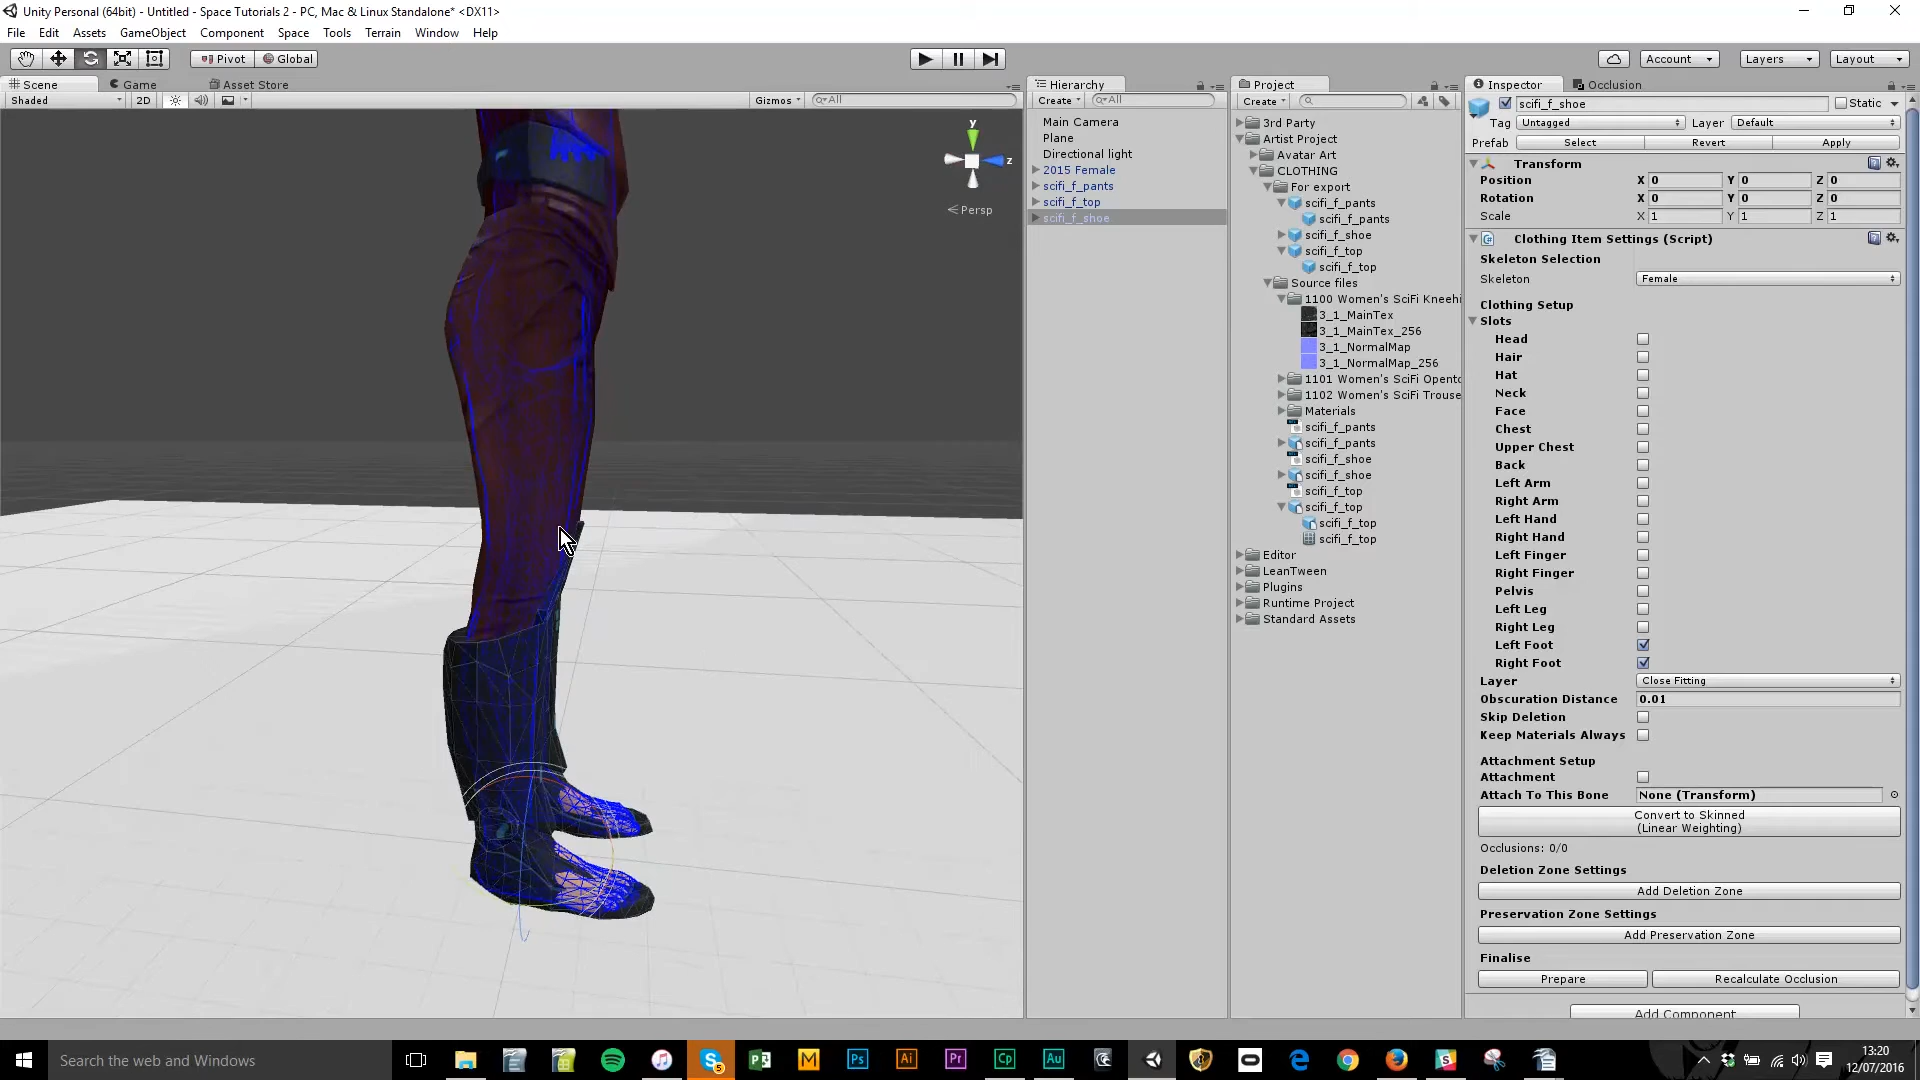 Unity Personal (64bit) - Untitled - Space Tutorials 2 - PC, Mac & Linux Standalone* <DX11>
File Edit Assets GameObject Component Space Tools Terrain Window Help
Pivot Global Account Layers Layout
Scene Game Asset Store
Shaded 2D Gizmos All
y
z
Persp
Hierarchy
Create All
Main Camera
Plane
Directional light
2015 Female
scifi_f_pants
scifi_f_top
scifi_f_shoe
Project
Create
3rd Party
Artist Project
Avatar Art
CLOTHING
For export
scifi_f_pants
scifi_f_pants
scifi_f_shoe
scifi_f_top
scifi_f_top
Source files
1100 Women's SciFi Kneehi
3_1_MainTex
3_1_MainTex_256
3_1_NormalMap
3_1_NormalMap_256
1101 Women's SciFi Opento
1102 Women's SciFi Trouse
Materials
scifi_f_pants
scifi_f_pants
scifi_f_shoe
scifi_f_shoe
scifi_f_top
scifi_f_top
scifi_f_top
scifi_f_top
Editor
LeanTween
Plugins
Runtime Project
Standard Assets
Inspector Occlusion
scifi_f_shoe Static
Tag Untagged Layer Default
Prefab Select Revert Apply
Transform
Position X 0 Y 0 Z 0
Rotation X 0 Y 0 Z 0
Scale X 1 Y 1 Z 1
Clothing Item Settings (Script)
Skeleton Selection
Skeleton Female
Clothing Setup
Slots
Head
Hair
Hat
Neck
Face
Chest
Upper Chest
Back
Left Arm
Right Arm
Left Hand
Right Hand
Left Finger
Right Finger
Pelvis
Left Leg
Right Leg
Left Foot
Right Foot
Layer Close Fitting
Obscuration Distance 0.01
Skip Deletion
Keep Materials Always
Attachment Setup
Attachment
Attach To This Bone None (Transform)
Convert to Skinned
(Linear Weighting)
Occlusions: 0/0
Deletion Zone Settings
Add Deletion Zone
Preservation Zone Settings
Add Preservation Zone
Finalise
Prepare Recalculate Occlusion
Add Component
Search the web and Windows
5
M
Ps
Ai
Pr
Cp
Au
13:20
12/07/2016